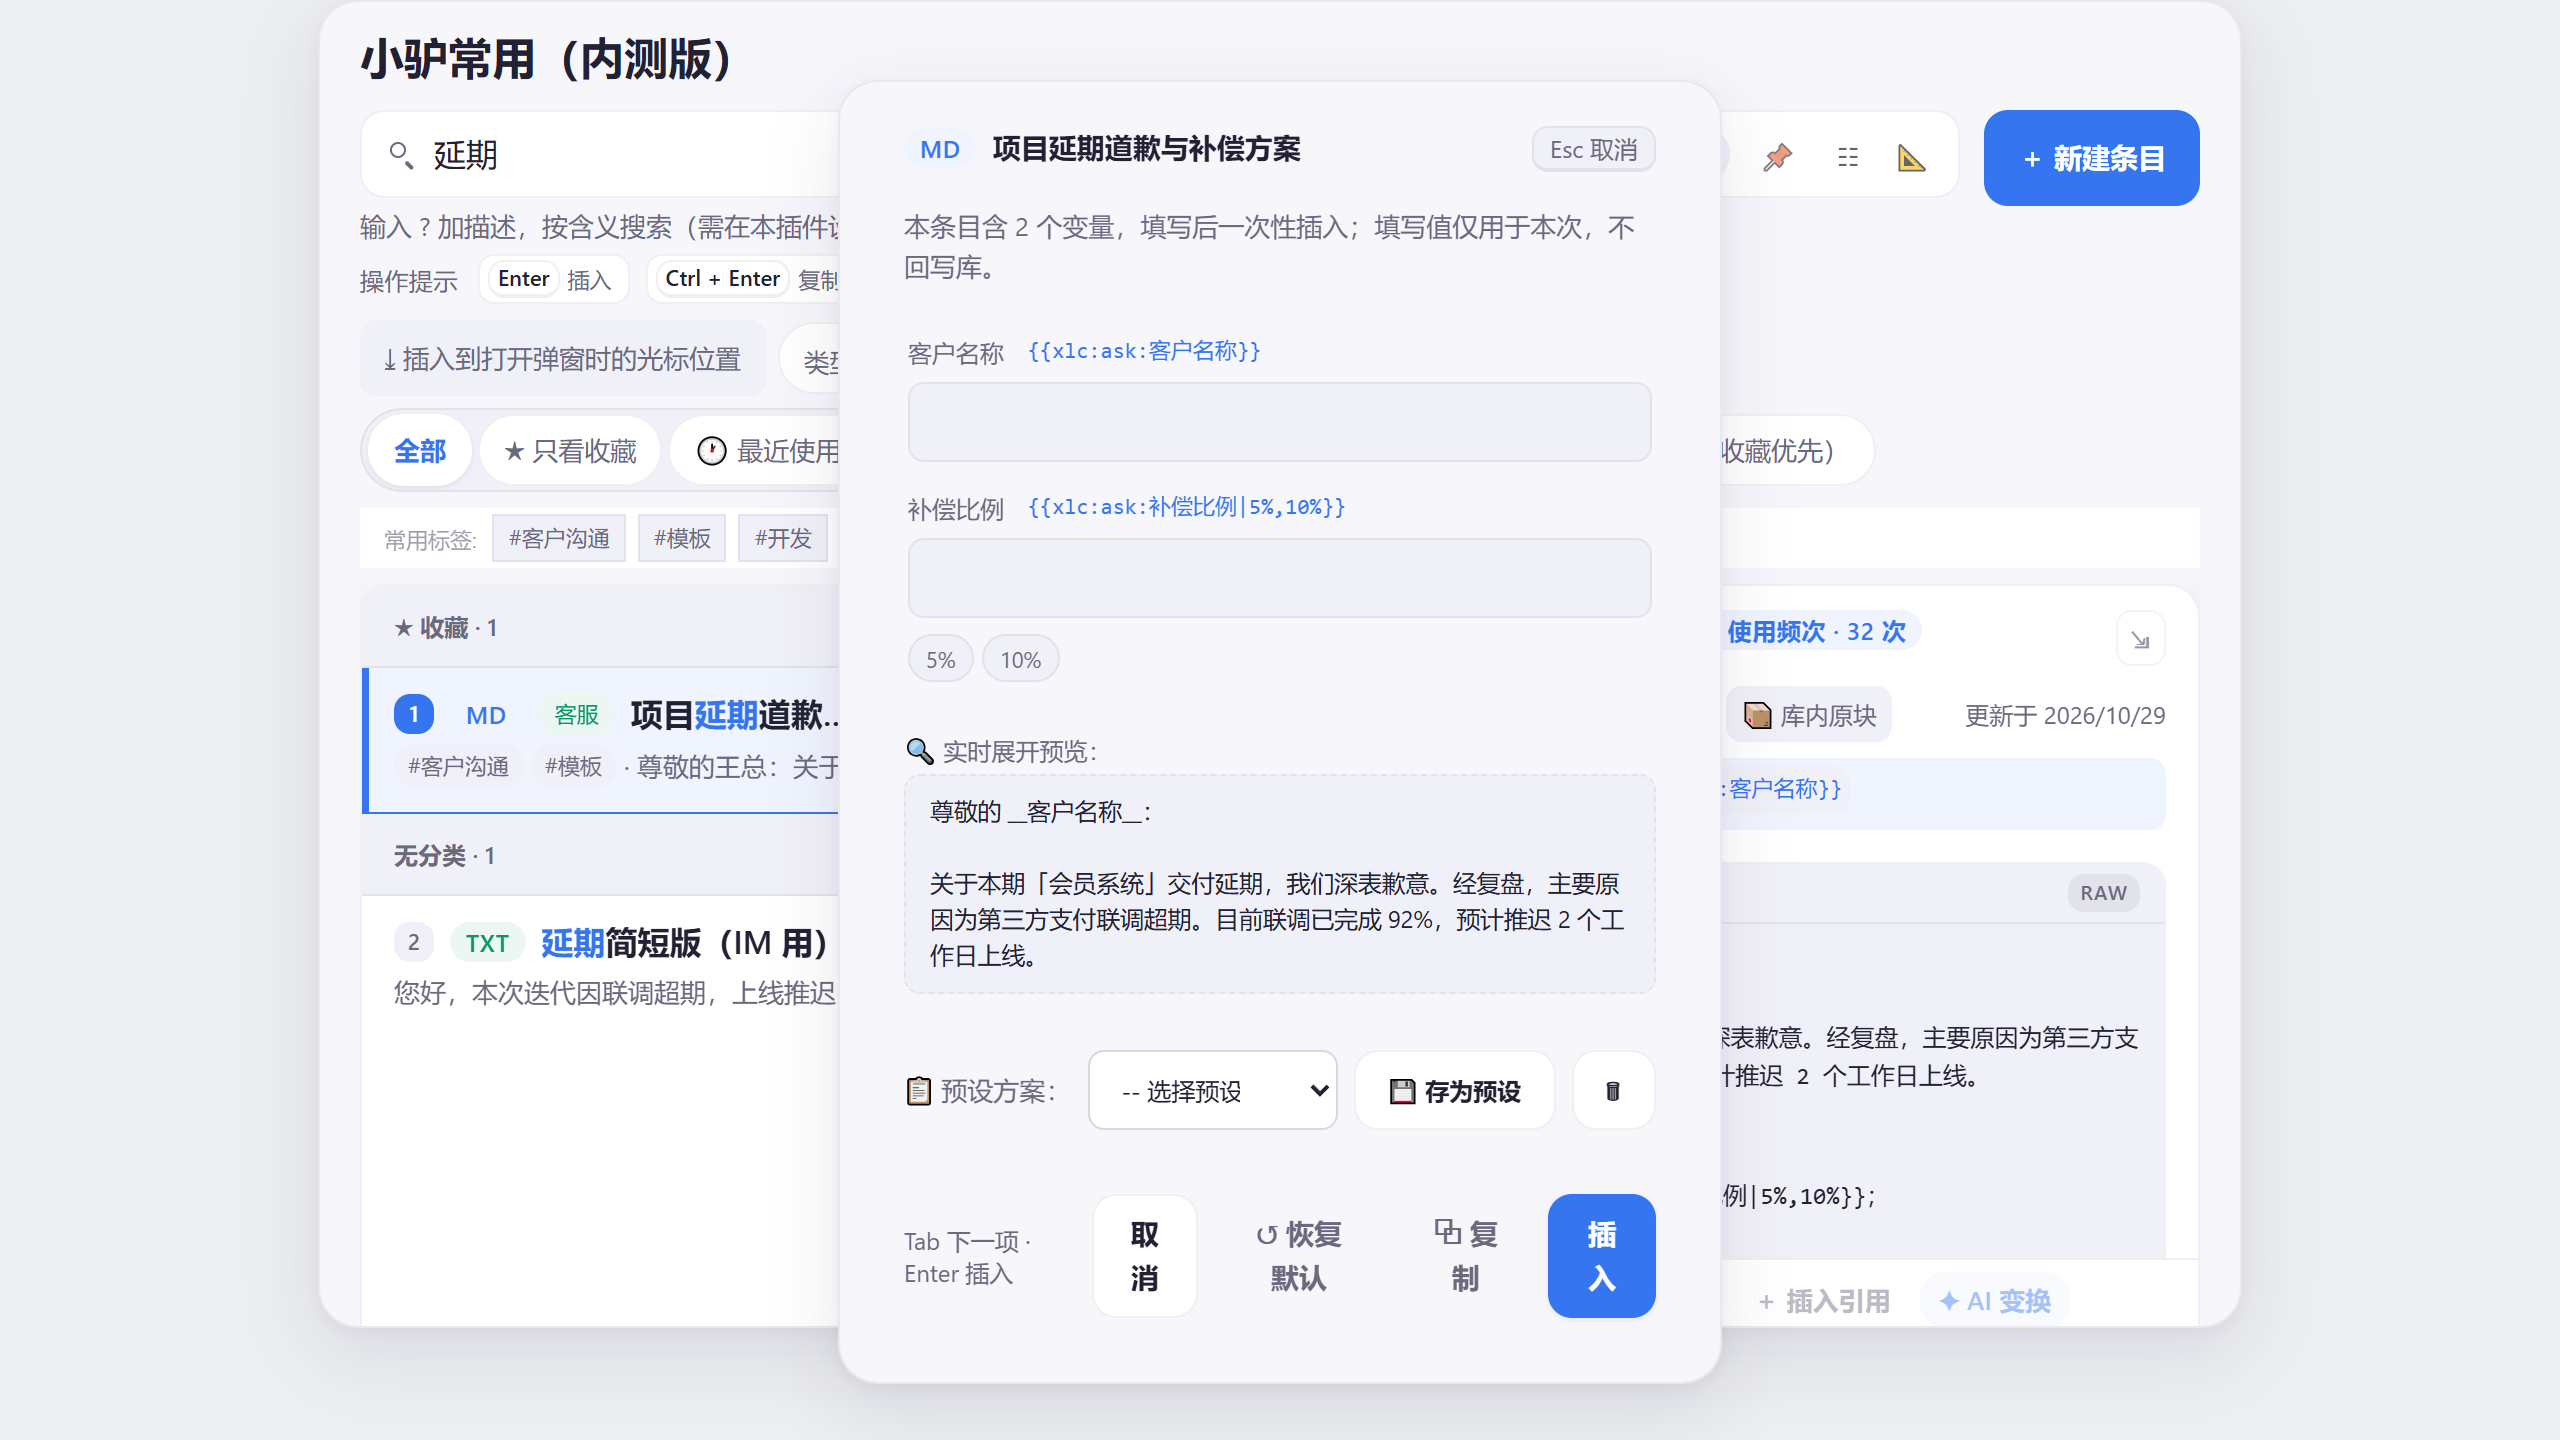 小驴常用（内测版）
延期
+ 新建条目
输入 ? 加描述，按含义搜索（需在本插件
操作提示 Enter 插入 Ctrl + Enter 复制
插入到打开弹窗时的光标位置
全部 ★ 只看收藏 最近使用
收藏优先）
常用标签: #客户沟通 #模板 #开发
★ 收藏 · 1
1 MD 客服 项目延期道歉...
#客户沟通 #模板 · 尊敬的王总：关于
无分类 · 1
2 TXT 延期简短版（IM 用）
您好，本次迭代因联调超期，上线推迟
MD 项目延期道歉与补偿方案 Esc 取消
本条目含 2 个变量，填写后一次性插入；填写值仅用于本次，不
回写库。
客户名称 {{xlc:ask:客户名称}}
补偿比例 {{xlc:ask:补偿比例|5%,10%}}
5% 10%
实时展开预览：
尊敬的 __客户名称__：
关于本期「会员系统」交付延期，我们深表歉意。经复盘，主要原
因为第三方支付联调超期。目前联调已完成 92%，预计推迟 2 个工
作日上线。
预设方案： -- 选择预设 存为预设
Tab 下一项 ·
Enter 插入
取
消
↺ 恢复
默认
复
制
插
入
使用频次 · 32 次
库内原块 更新于 2026/10/29
:客户名称}}
RAW
表歉意。经复盘，主要原因为第三方支
推迟 2 个工作日上线。
例|5%,10%}};
+ 插入引用 AI 变换